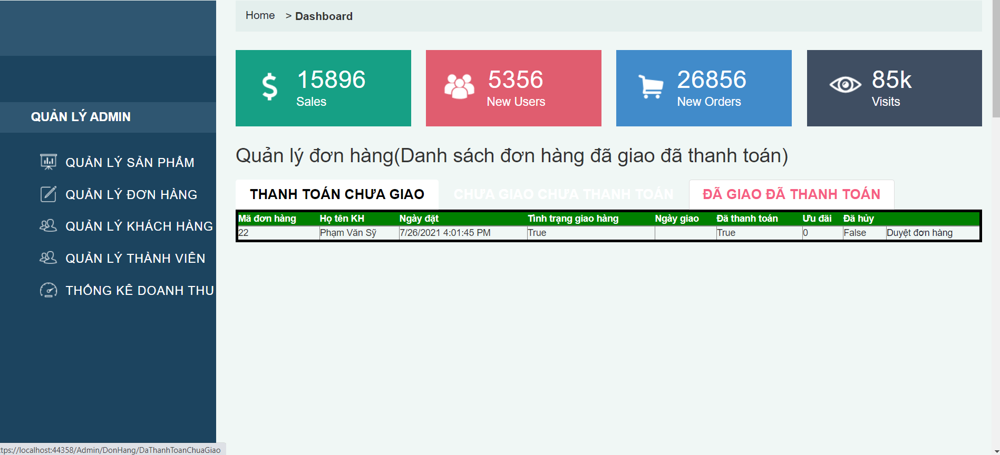 Home > Dashboard
15896
Sales
5356
New Users
26856
New Orders
85k
Visits
QUẢN LÝ ADMIN
QUẢN LÝ SẢN PHẨM
QUẢN LÝ ĐƠN HÀNG
QUẢN LÝ KHÁCH HÀNG
QUẢN LÝ THÀNH VIÊN
THỐNG KÊ DOANH THU
Quản lý đơn hàng(Danh sách đơn hàng đã giao đã thanh toán)
THANH TOÁN CHƯA GIAO CHƯA GIAO CHƯA THANH TOÁN ĐÃ GIAO ĐÃ THANH TOÁN
Mã đơn hàng Họ tên KH Ngày đặt Tình trạng giao hàng Ngày giao Đã thanh toán Ưu đãi Đã hủy
22 Phạm Văn Sỹ 7/26/2021 4:01:45 PM True True 0 False Duyệt đơn hàng
tps://localhost:44358/Admin/DonHang/DaThanhToanChuaGiao